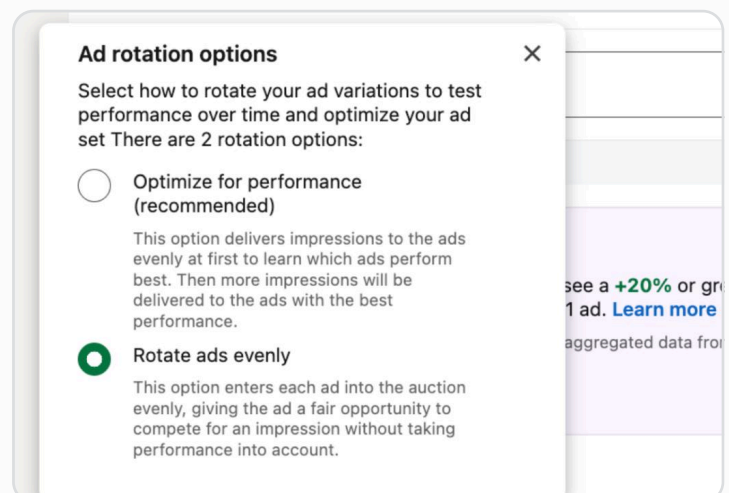 Ad rotation options
Select how to rotate your ad variations to test
performance over time and optimize your ad
set There are 2 rotation options:
Optimize for performance
(recommended)
This option delivers impressions to the ads
evenly at first to learn which ads perform
best. Then more impressions will be
delivered to the ads with the best
performance.
Rotate ads evenly
This option enters each ad into the auction
evenly, giving the ad a fair opportunity to
compete for an impression without taking
performance into account.
see a +20% or
1 ad. Learn more
aggregated data